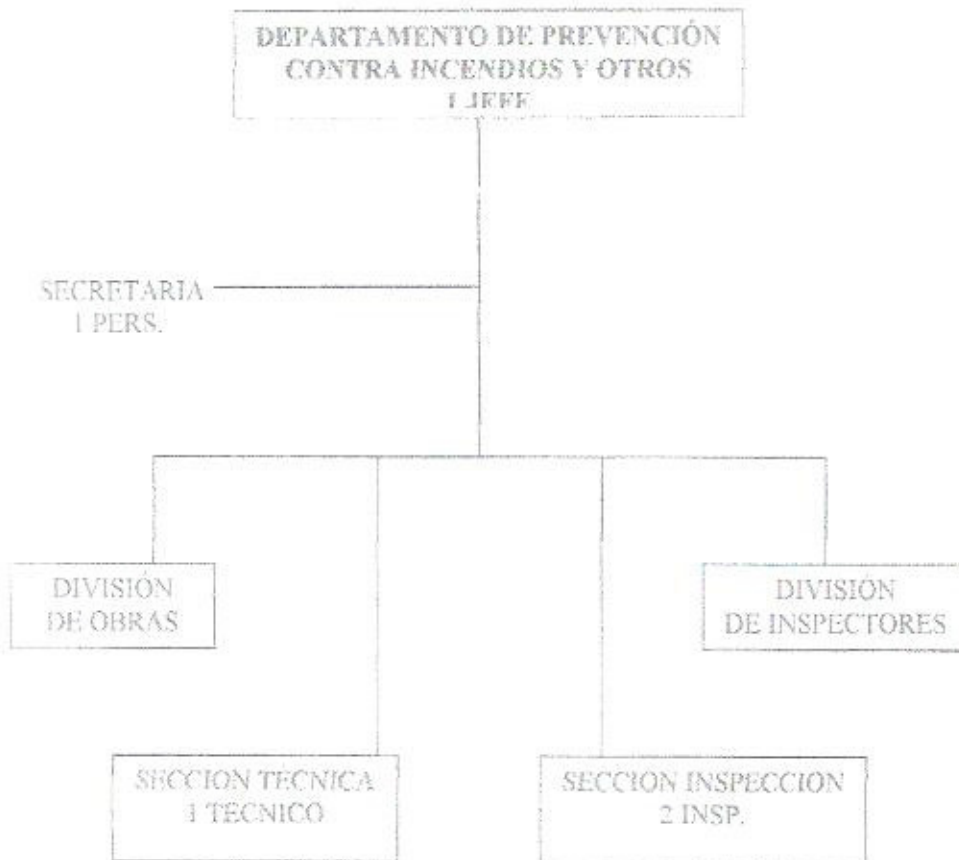 DEPARTAMENTO DE PREVENCIÓN
CONTRA INCENDIOS Y OTROS
1 JEFE
SECRETARIA
1 PERS.
DIVISIÓN
DE OBRAS
DIVISIÓN
DE INSPECTORES
SECCION TECNICA
1 TECNICO
SECCION INSPECCION
2 INSP.